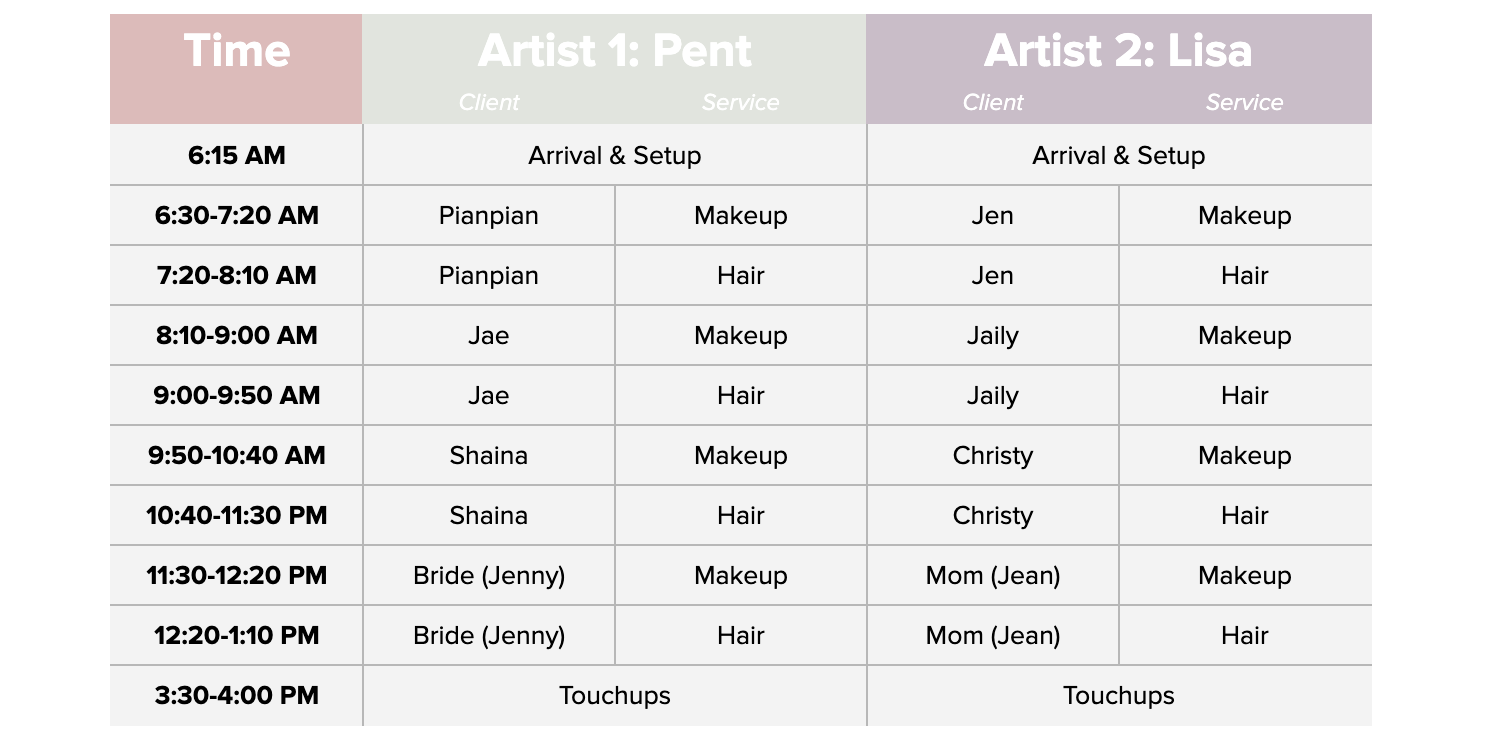 Time Artist 1: Pent Artist 2: Lisa
Client Service Client Service
6:15 AM Arrival & Setup Arrival & Setup
6:30-7:20 AM Pianpian Makeup Jen Makeup
7:20-8:10 AM Pianpian Hair Jen Hair
8:10-9:00 AM Jae Makeup Jaily Makeup
9:00-9:50 AM Jae Hair Jaily Hair
9:50-10:40 AM Shaina Makeup Christy Makeup
10:40-11:30 PM Shaina Hair Christy Hair
11:30-12:20 PM Bride (Jenny) Makeup Mom (Jean) Makeup
12:20-1:10 PM Bride (Jenny) Hair Mom (Jean) Hair
3:30-4:00 PM Touchups Touchups